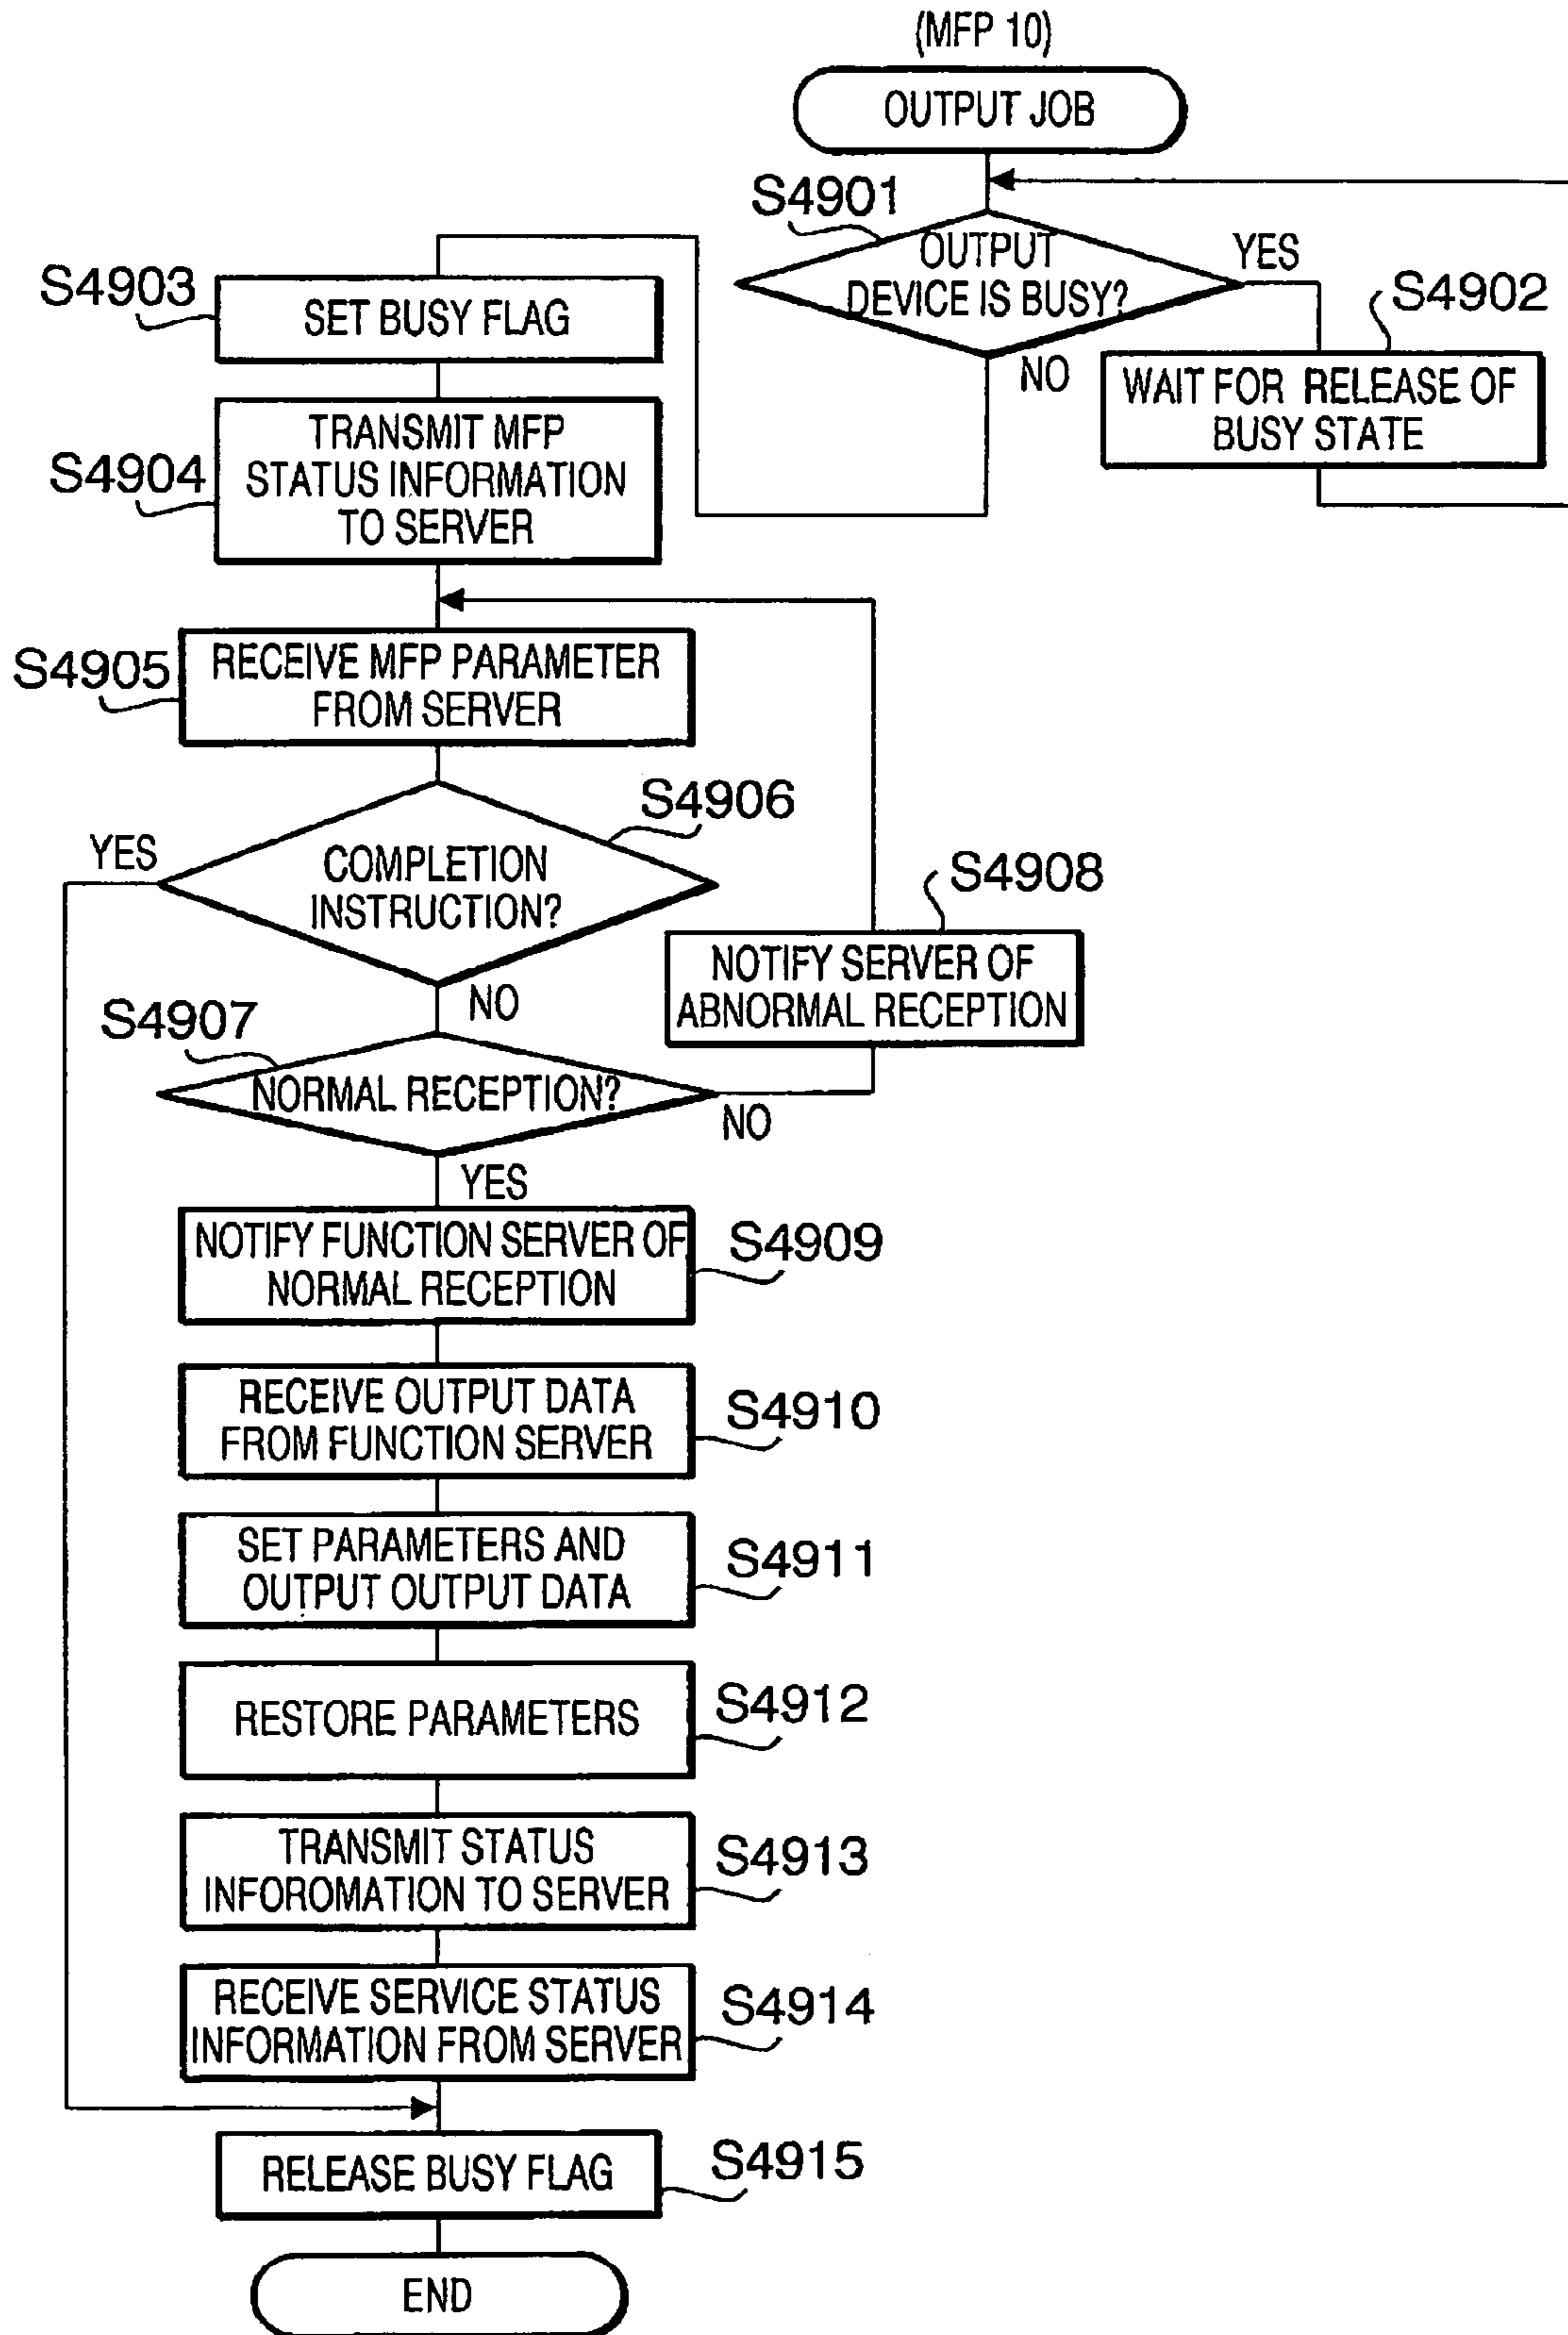 (MFP 10)
OUTPUT JOB
S4901
OUTPUT
DEVICE IS BUSY?
YES
NO
S4902
WAIT FOR RELEASE OF
BUSY STATE
S4903
SET BUSY FLAG
S4904
TRANSMIT MFP
STATUS INFORMATION
TO SERVER
S4905
RECEIVE MFP PARAMETER
FROM SERVER
S4906
YES
COMPLETION
INSTRUCTION?
NO
S4908
NOTIFY SERVER OF
ABNORMAL RECEPTION
S4907
NORMAL RECEPTION?
NO
YES
NOTIFY FUNCTION SERVER OF
NORMAL RECEPTION
S4909
RECEIVE OUTPUT DATA
FROM FUNCTION SERVER
S4910
SET PARAMETERS AND
OUTPUT OUTPUT DATA
S4911
RESTORE PARAMETERS
S4912
TRANSMIT STATUS
INFOROMATION TO SERVER
S4913
RECEIVE SERVICE STATUS
INFORMATION FROM SERVER
S4914
RELEASE BUSY FLAG
S4915
END